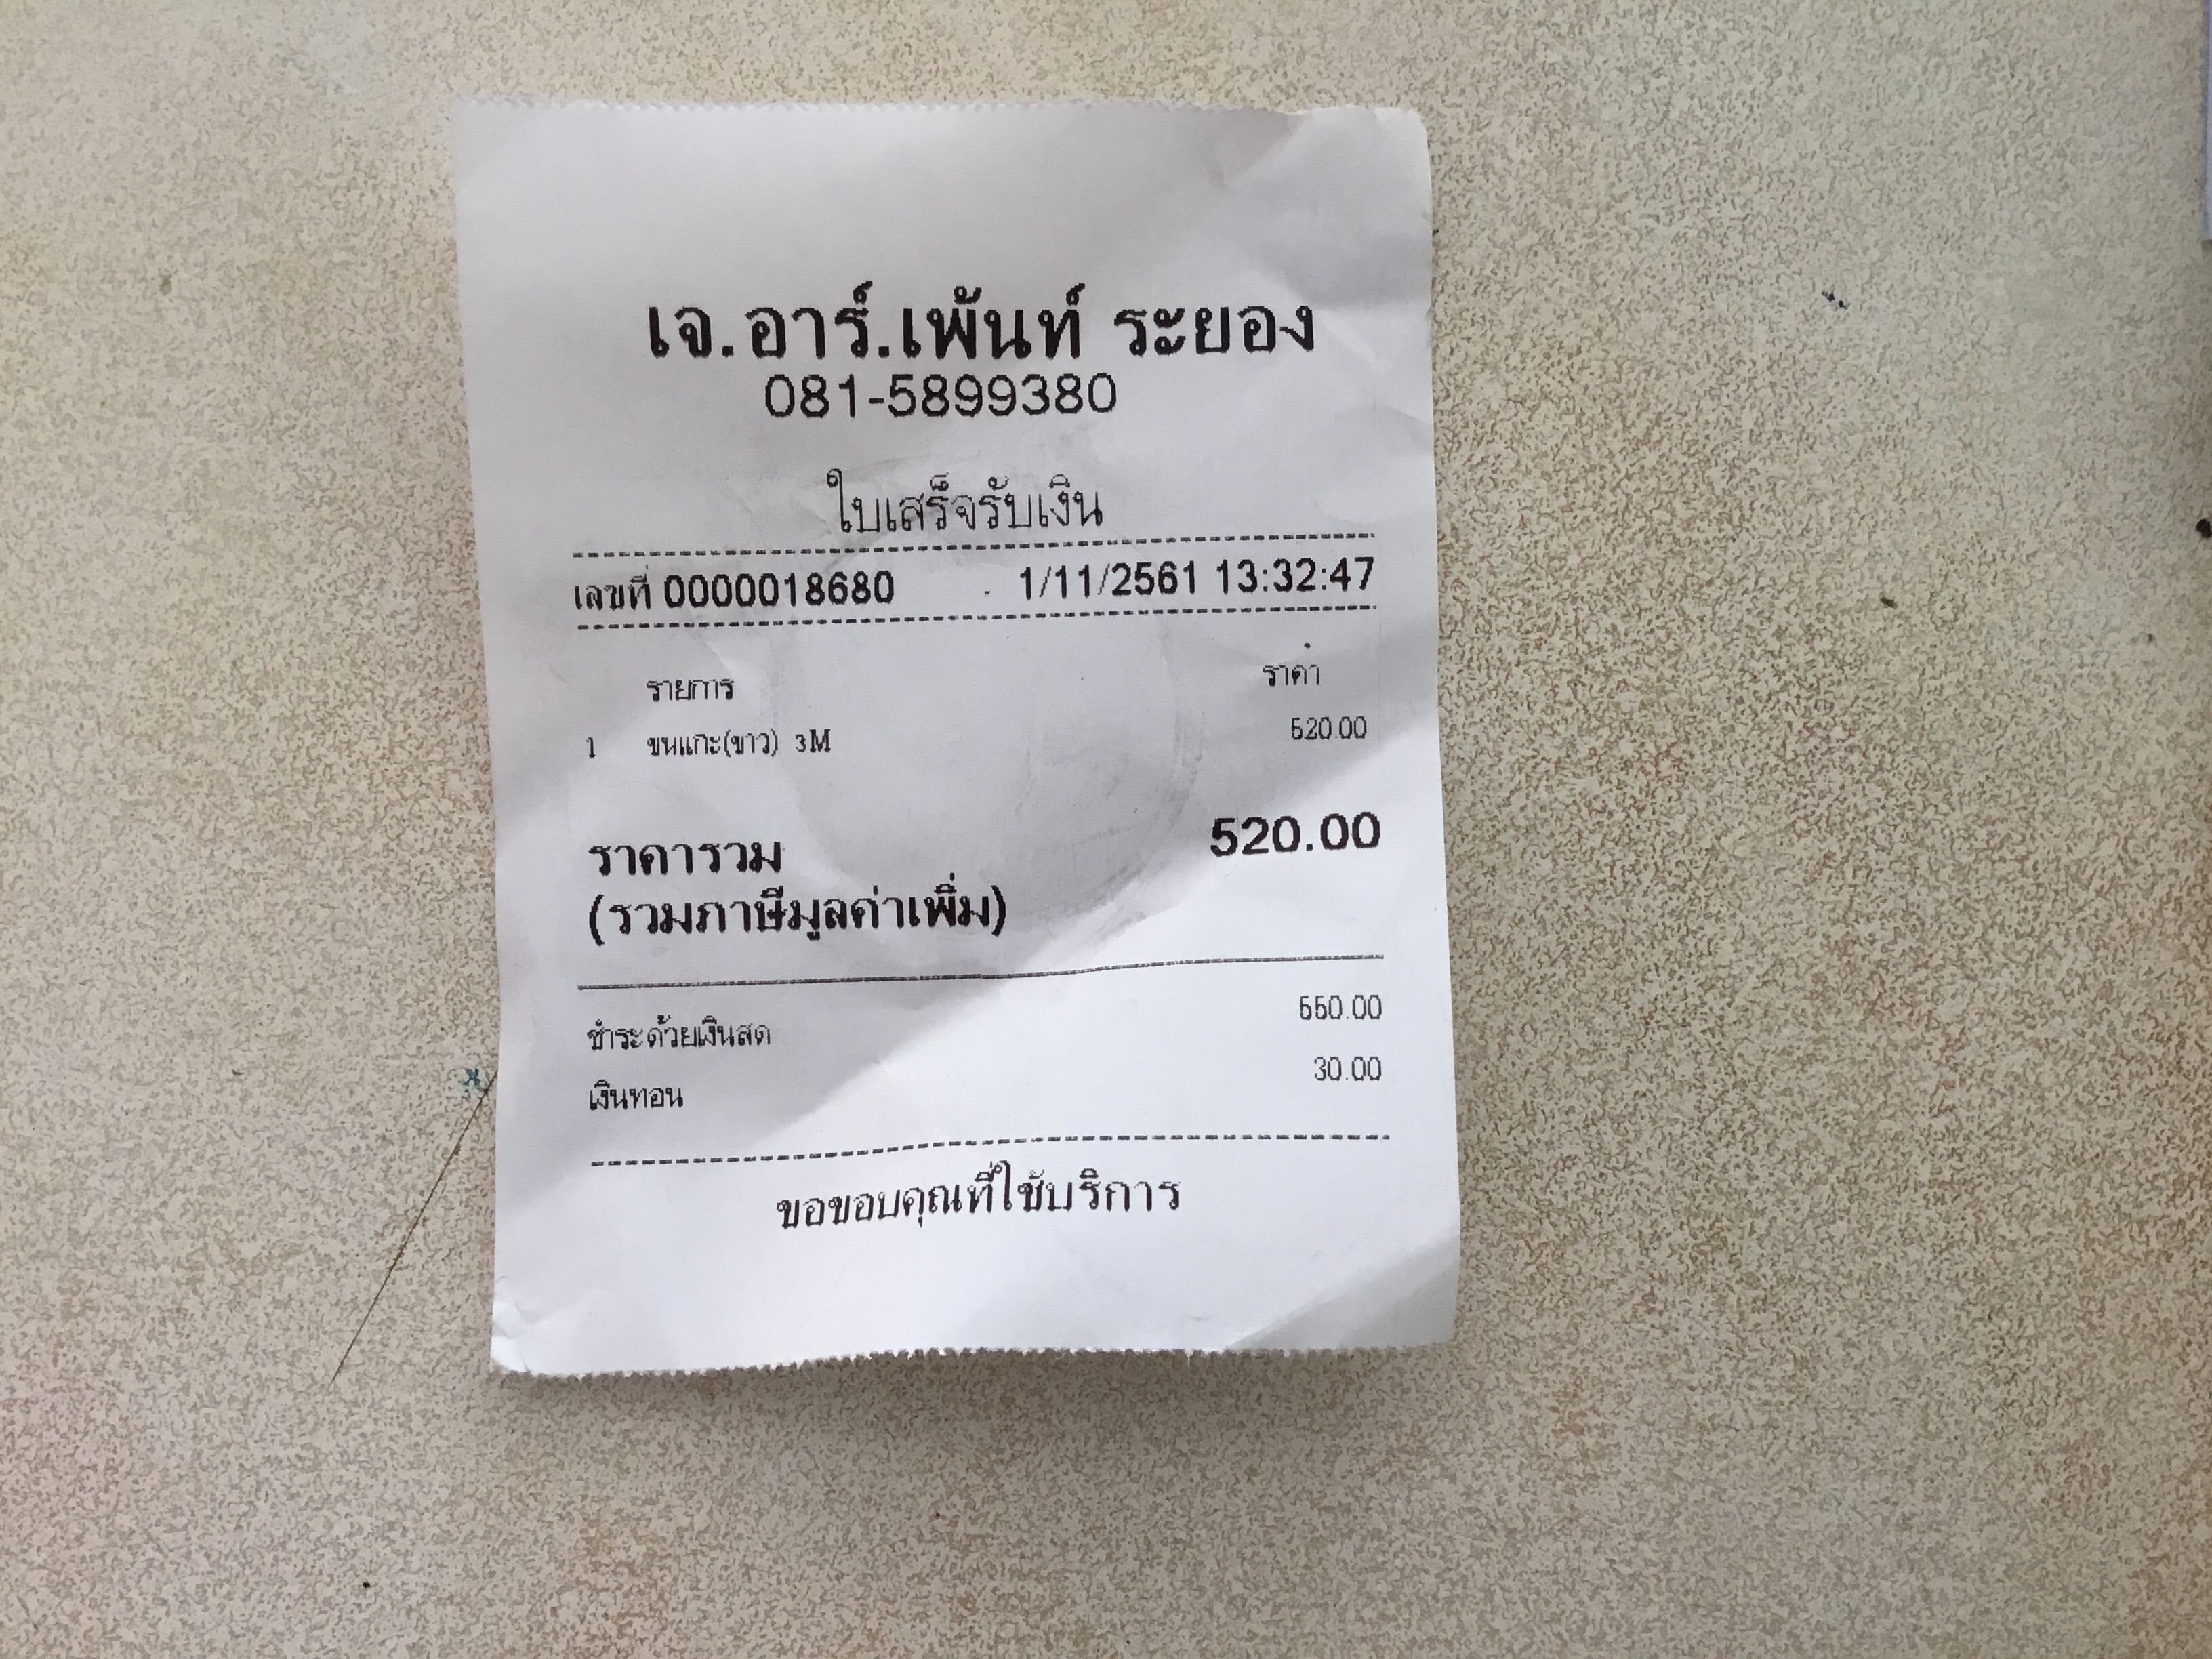 เจ.อาร์.เพ้นท์ ระยอง
081-5899380
ใบเสร็จรับเงิน
เลขที่ 0000018680 1/11/2561 13:32:47
รายการ ราคา
1 ขนแกะ(ขาว) 3M 520.00
ราคารวม 520.00
(รวมภาษีมูลค่าเพิ่ม)
ชำระด้วยเงินสด 550.00
เงินทอน 30.00
ขอขอบคุณที่ใช้บริการ